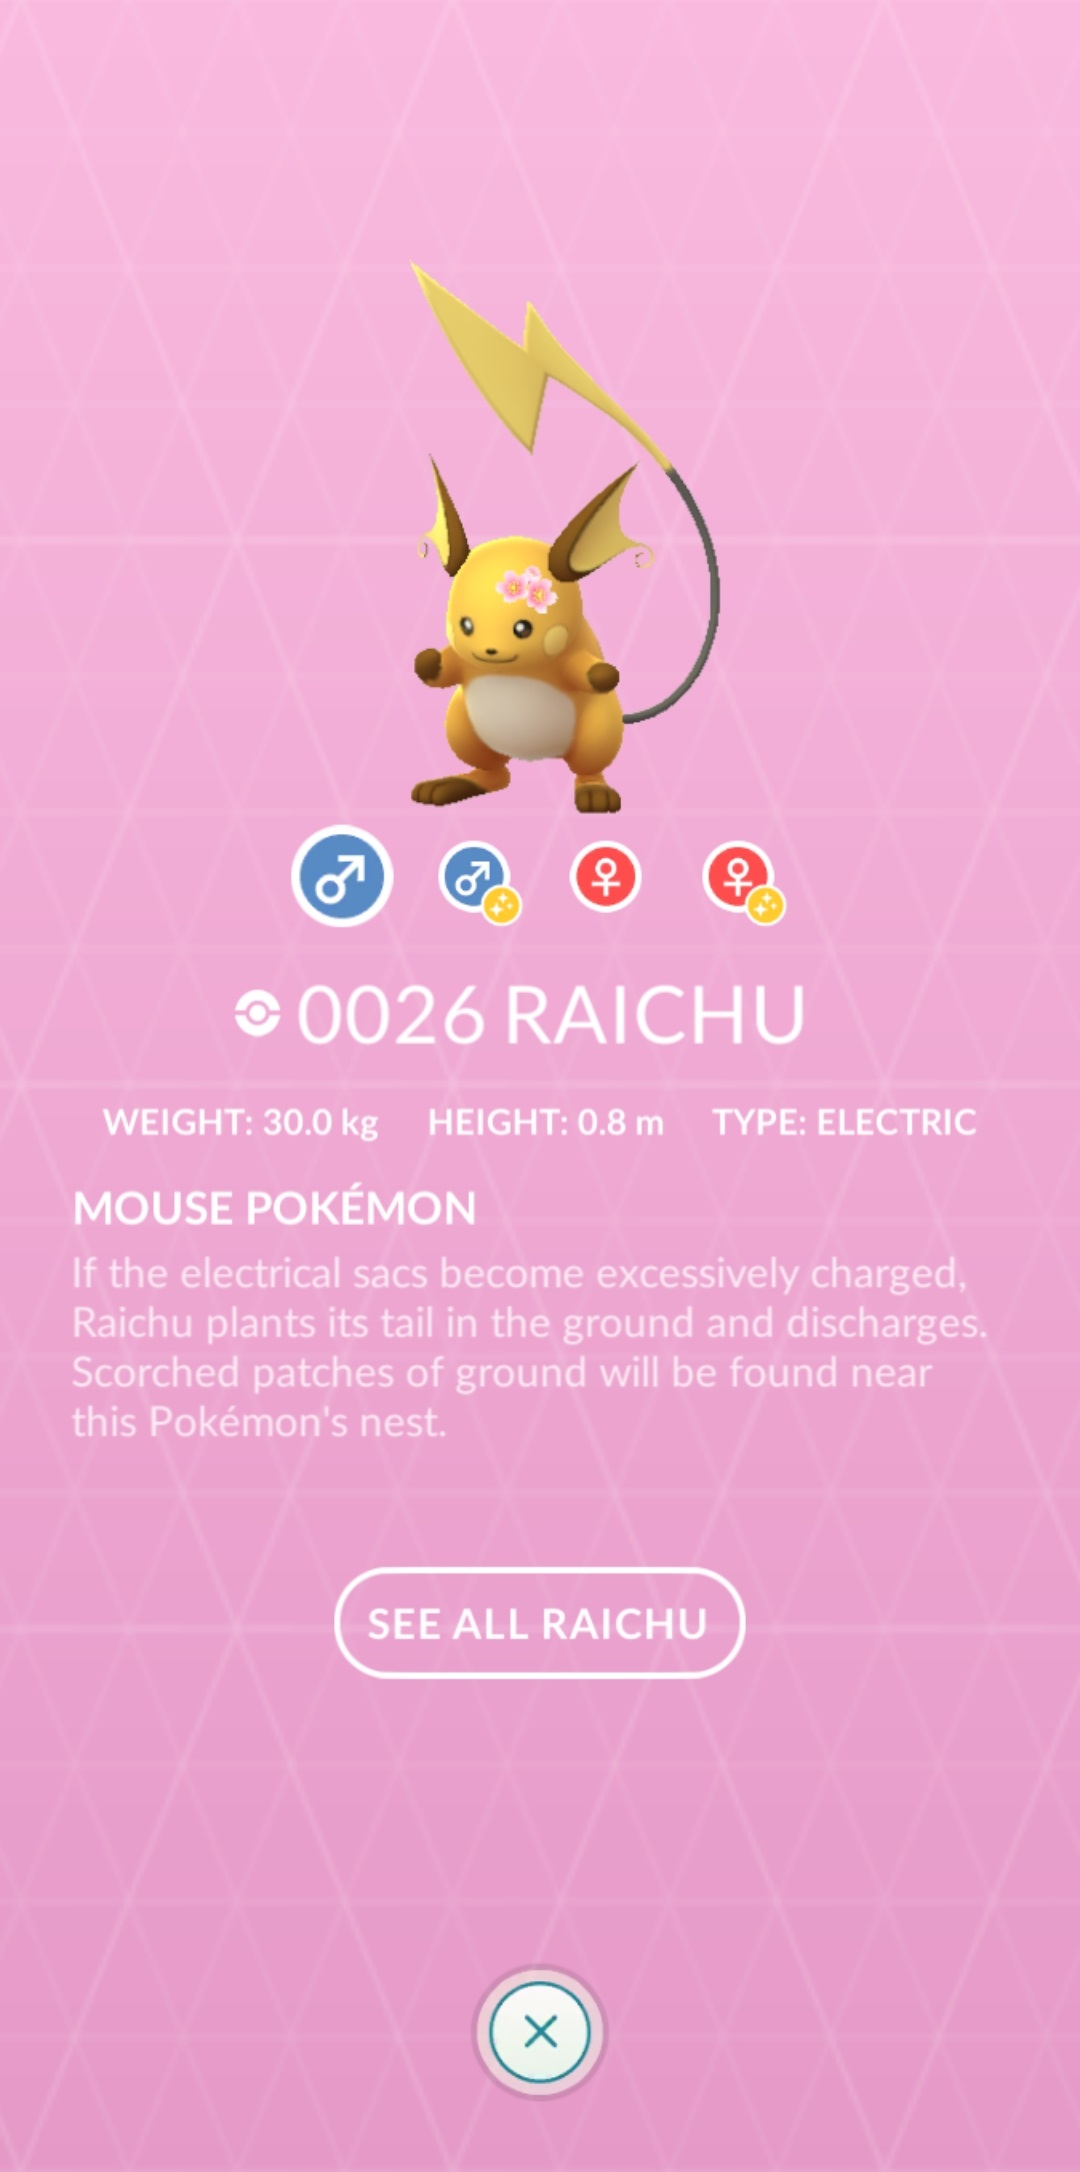 0026 RAICHU
WEIGHT: 30.0 kg HEIGHT: 0.8 m TYPE: ELECTRIC
MOUSE POKÉMON
If the electrical sacs become excessively charged,
Raichu plants its tail in the ground and discharges.
Scorched patches of ground will be found near
this Pokémon's nest.
SEE ALL RAICHU